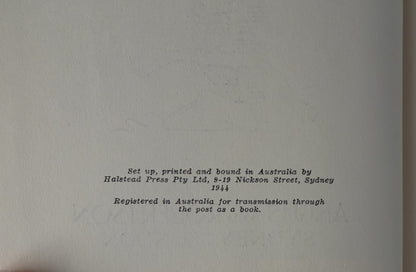 Set up, printed and bound in Australia by
Halstead Press Pty Ltd, 9-19 Nickson Street, Sydney
1944
Registered in Australia for transmission through
the post as a book.